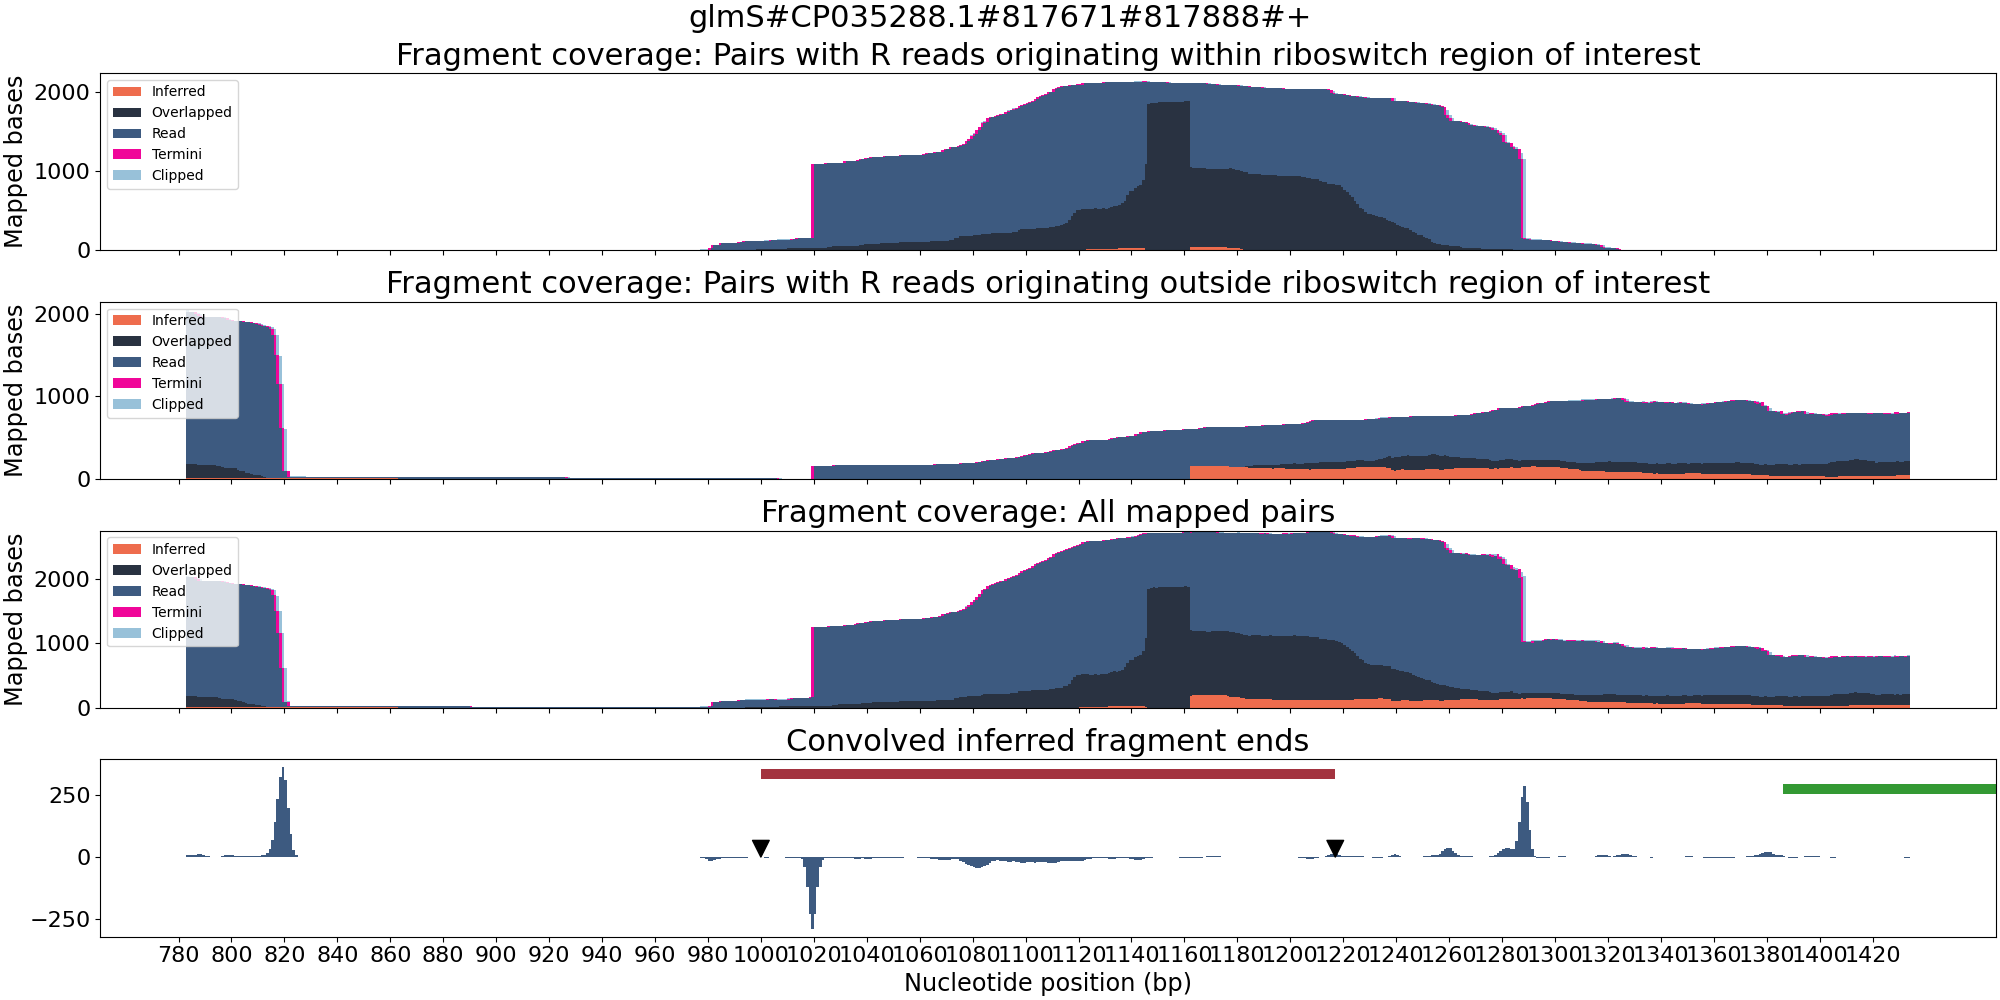 glmS#CP035288.1#817671#817888#+
Fragment coverage: Pairs with R reads originating within riboswitch region of interest
Mapped bases
2000
1000
0
Inferred
Overlapped
Read
Termini
Clipped
Fragment coverage: Pairs with R reads originating outside riboswitch region of interest
Mapped bases
2000
1000
0
Inferred
Overlapped
Read
Termini
Clipped
Fragment coverage: All mapped pairs
Mapped bases
2000
1000
0
Inferred
Overlapped
Read
Termini
Clipped
Convolved inferred fragment ends
250
0
−250
780 800 820 840 860 880 900 920 940 960 980 1000 1020 1040 1060 1080 1100 1120 1140 1160 1180 1200 1220 1240 1260 1280 1300 1320 1340 1360 1380 1400 1420
Nucleotide position (bp)